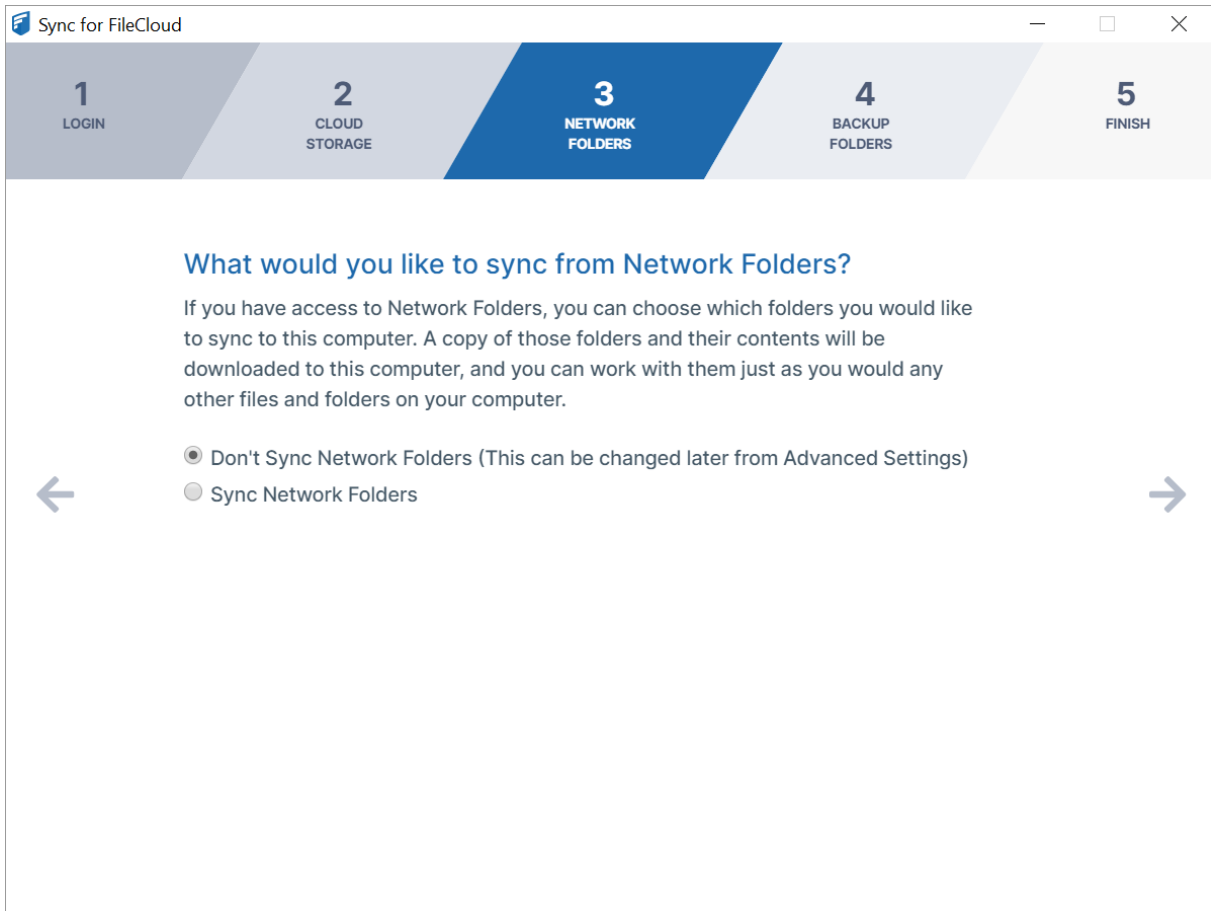 Sync for FileCloud
1
LOGIN
2
CLOUD
STORAGE
3
NETWORK
FOLDERS
4
BACKUP
FOLDERS
5
FINISH
What would you like to sync from Network Folders?
If you have access to Network Folders, you can choose which folders you would like
to sync to this computer. A copy of those folders and their contents will be
downloaded to this computer, and you can work with them just as you would any
other files and folders on your computer.
Don't Sync Network Folders (This can be changed later from Advanced Settings)
Sync Network Folders